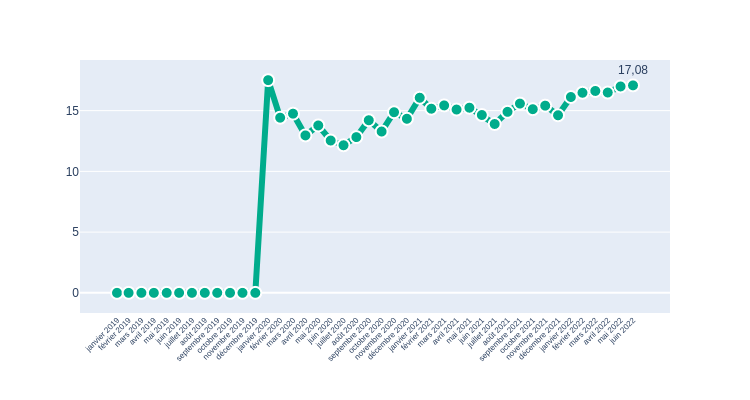 17,08
15
10
5
0
janvier 2019
février 2019
mars 2019
avril 2019
mai 2019
juin 2019
juillet 2019
août 2019
septembre 2019
octobre 2019
novembre 2019
décembre 2019
janvier 2020
février 2020
mars 2020
avril 2020
mai 2020
juin 2020
juillet 2020
août 2020
septembre 2020
octobre 2020
novembre 2020
décembre 2020
janvier 2021
février 2021
mars 2021
avril 2021
mai 2021
juin 2021
juillet 2021
août 2021
septembre 2021
octobre 2021
novembre 2021
décembre 2021
janvier 2022
février 2022
mars 2022
avril 2022
mai 2022
juin 2022